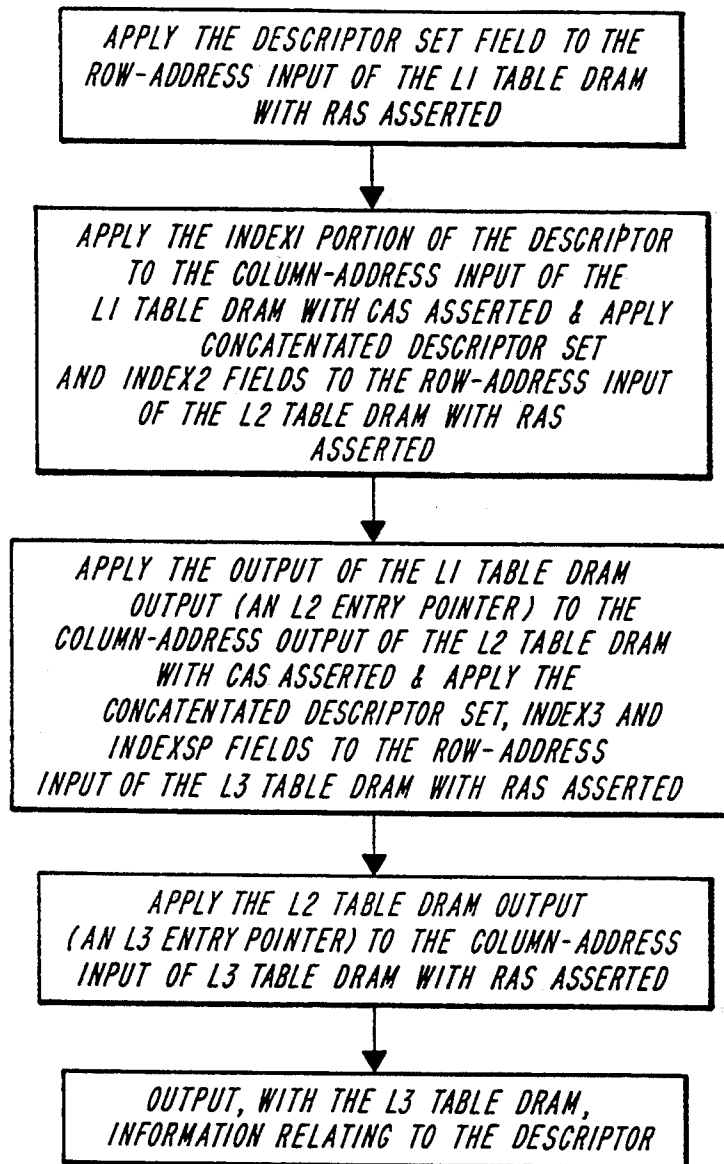 APPLY THE DESCRIPTOR SET FIELD TO THE
ROW-ADDRESS INPUT OF THE L1 TABLE DRAM
WITH RAS ASSERTED
APPLY THE INDEX1 PORTION OF THE DESCRIPTOR
TO THE COLUMN-ADDRESS INPUT OF THE
L1 TABLE DRAM WITH CAS ASSERTED & APPLY
CONCATENTATED DESCRIPTOR SET
AND INDEX2 FIELDS TO THE ROW-ADDRESS INPUT
OF THE L2 TABLE DRAM WITH RAS
ASSERTED
APPLY THE OUTPUT OF THE L1 TABLE DRAM
OUTPUT (AN L2 ENTRY POINTER) TO THE
COLUMN-ADDRESS OUTPUT OF THE L2 TABLE DRAM
WITH CAS ASSERTED & APPLY THE
CONCATENTATED DESCRIPTOR SET, INDEX3 AND
INDEXSP FIELDS TO THE ROW-ADDRESS
INPUT OF THE L3 TABLE DRAM WITH RAS ASSERTED
APPLY THE L2 TABLE DRAM OUTPUT
(AN L3 ENTRY POINTER) TO THE COLUMN-ADDRESS
INPUT OF L3 TABLE DRAM WITH RAS ASSERTED
OUTPUT, WITH THE L3 TABLE DRAM,
INFORMATION RELATING TO THE DESCRIPTOR